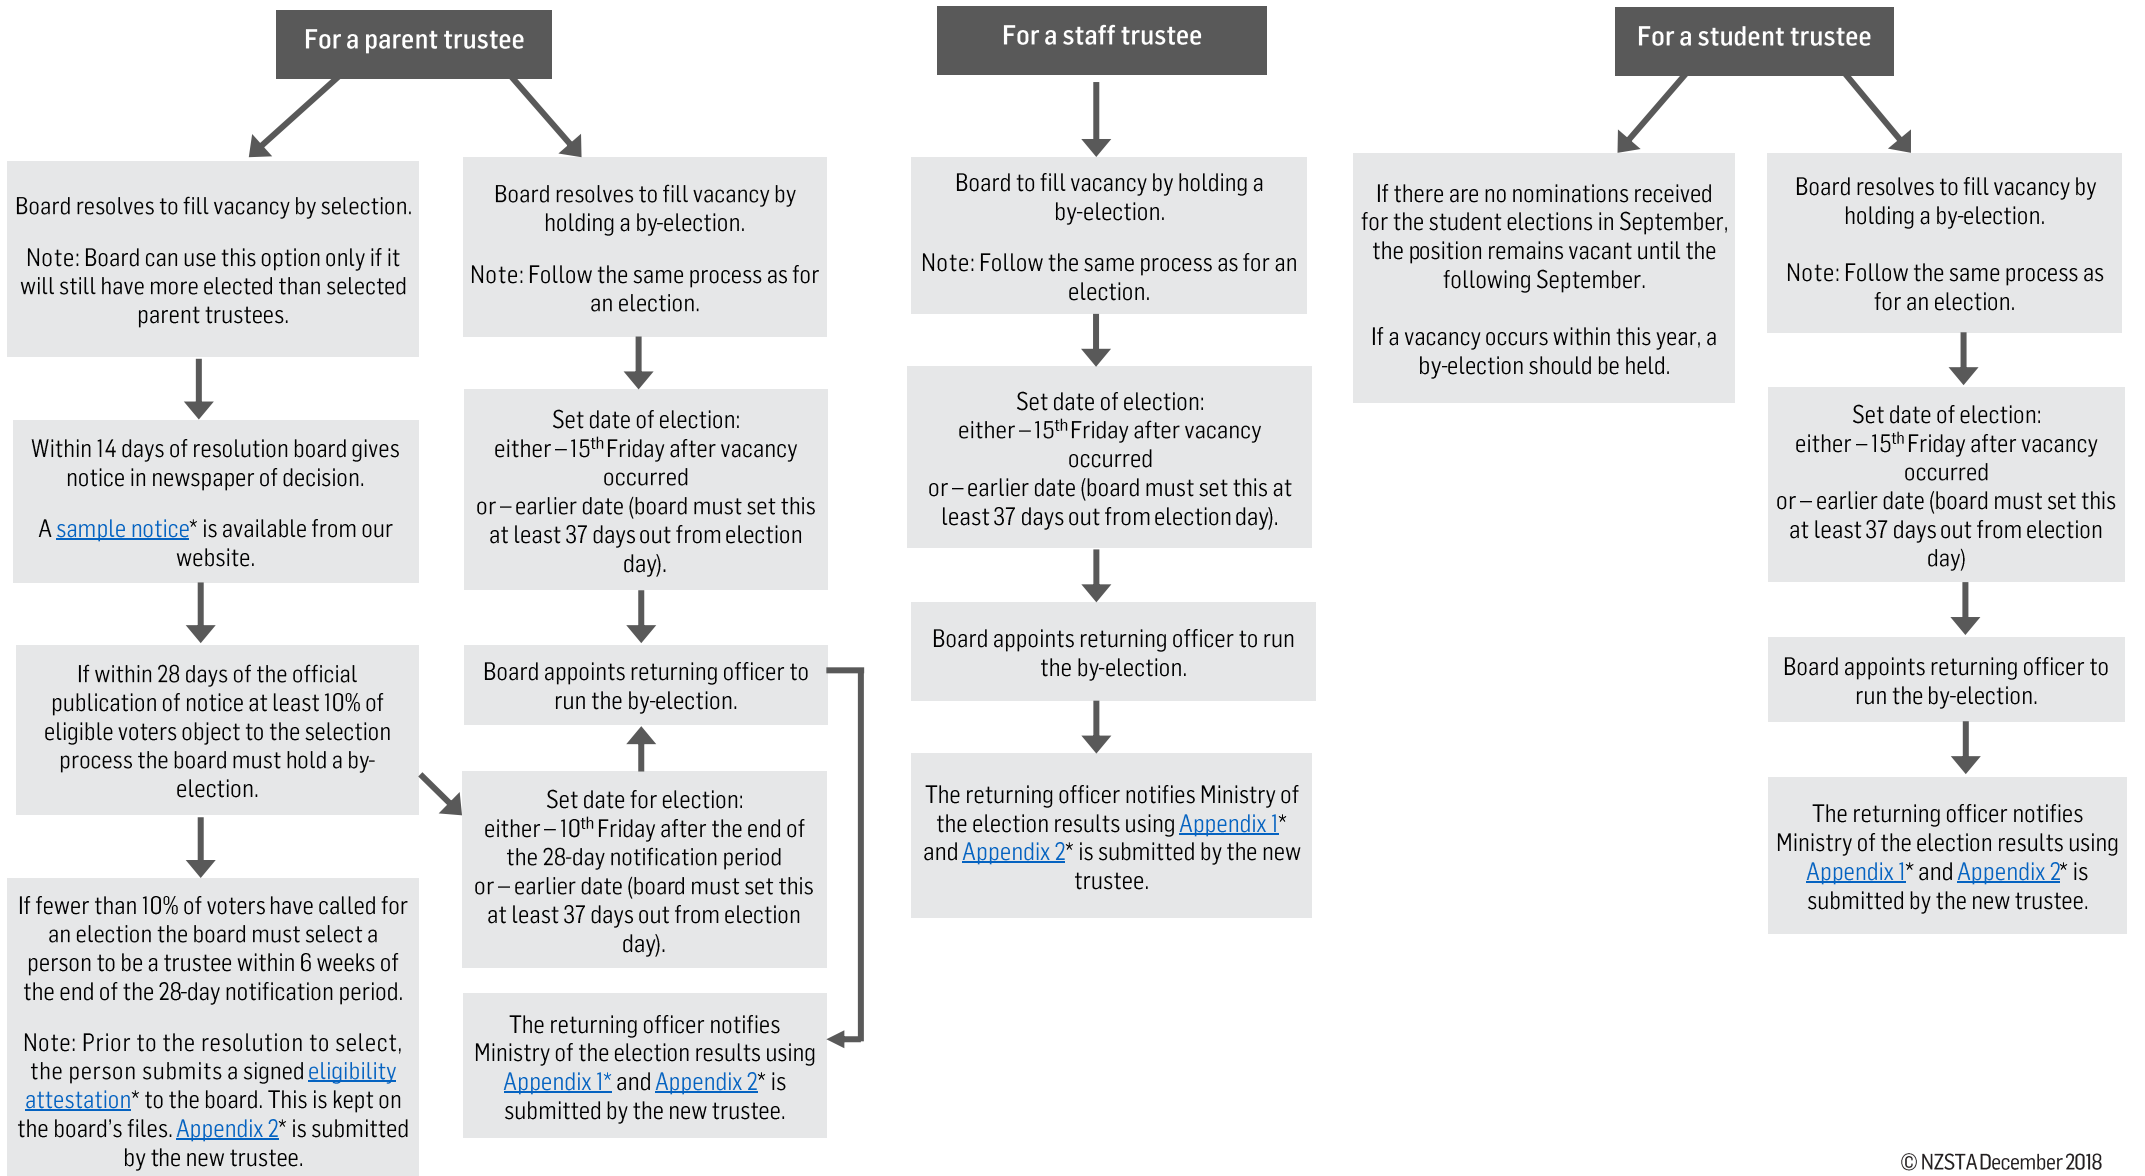 For a parent trustee
Board resolves to fill vacancy by selection.
Note: Board can use this option only if it
will still have more elected than selected
parent trustees.
Within 14 days of resolution board gives
notice in newspaper of decision.
A sample notice* is available from our
website.
If within 28 days of the official
publication of notice at least 10% of
eligible voters object to the selection
process the board must hold a by-
election.
If fewer than 10% of voters have called for
an election the board must select a
person to be a trustee within 6 weeks of
the end of the 28-day notification period.
Note: Prior to the resolution to select,
the person submits a signed eligibility
attestation* to the board. This is kept on
the board's files. Appendix 2* is submitted
by the new trustee.
Board resolves to fill vacancy by
holding a by-election.
Note: Follow the same process as for
an election.
Set date of election:
either – 15th Friday after vacancy
occurred
or – earlier date (board must set this
at least 37 days out from election
day).
Board appoints returning officer to
run the by-election.
Set date for election:
either – 10th Friday after the end of
the 28-day notification period
or – earlier date (board must set this
at least 37 days out from election
day).
The returning officer notifies
Ministry of the election results using
Appendix 1* and Appendix 2* is
submitted by the new trustee.
For a staff trustee
Board to fill vacancy by holding a
by-election.
Note: Follow the same process as for an
election.
Set date of election:
either – 15th Friday after vacancy
occurred
or – earlier date (board must set this at
least 37 days out from election day).
Board appoints returning officer to run
the by-election.
The returning officer notifies Ministry of
the election results using Appendix 1*
and Appendix 2* is submitted by the new
trustee.
For a student trustee
If there are no nominations received
for the student elections in September,
the position remains vacant until the
following September.
If a vacancy occurs within this year, a
by-election should be held.
Board resolves to fill vacancy by
holding a by-election.
Note: Follow the same process as
for an election.
Set date of election:
either – 15th Friday after vacancy
occurred
or – earlier date (board must set this
at least 37 days out from election
day)
Board appoints returning officer to
run the by-election.
The returning officer notifies
Ministry of the election results using
Appendix 1* and Appendix 2* is
submitted by the new trustee.
© NZSTA December 2018